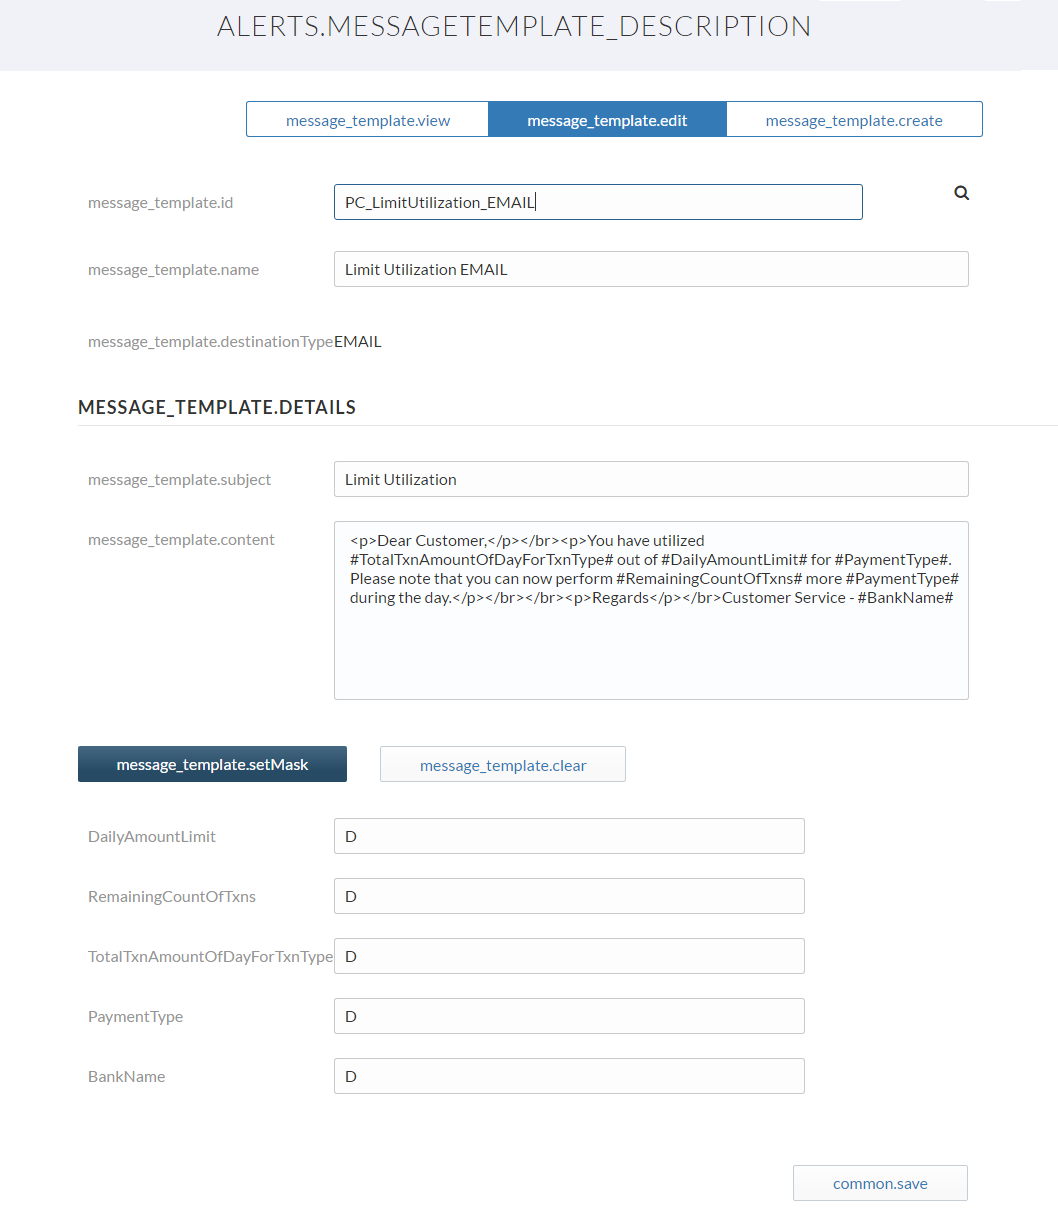 ALERTS.MESSAGETEMPLATE_DESCRIPTION
message_template.view
message_template.edit
message_template.create
message_template.id
PC_LimitUtilization_EMAIL
message_template.name
Limit Utilization EMAIL
message_template.destinationType
EMAIL
MESSAGE_TEMPLATE.DETAILS
message_template.subject
Limit Utilization
message_template.content
<p>Dear Customer,</p></br><p>You have utilized
#TotalTxnAmountOfDayForTxnType# out of #DailyAmountLimit# for #PaymentType#.
Please note that you can now perform #RemainingCountOfTxns# more #PaymentType#
during the day.</p></br></br><p>Regards</p></br>Customer Service - #BankName#
message_template.setMask
message_template.clear
DailyAmountLimit
D
RemainingCountOfTxns
D
TotalTxnAmountOfDayForTxnType
D
PaymentType
D
BankName
D
common.save